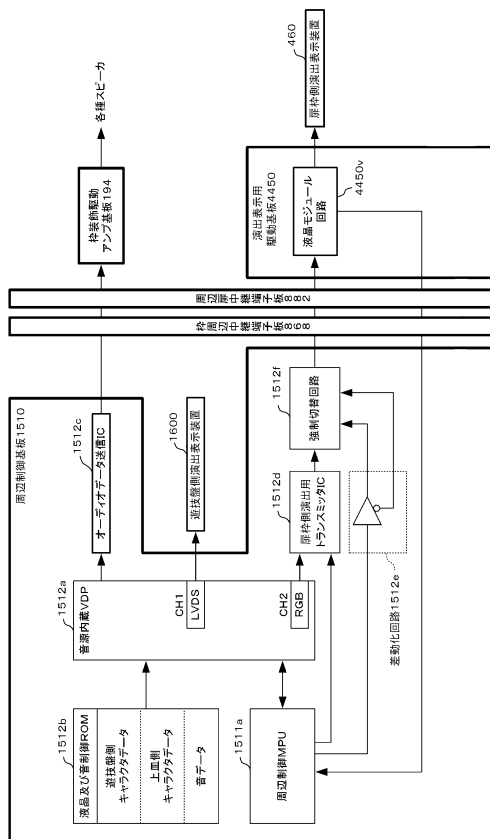 周辺制御基板1510
1512b
液晶及び音制御ROM
遊技盤側
キャラクタデータ
上皿側
キャラクタデータ
音データ
1512a
音源内蔵VDP
CH1
LVDS
CH2
RGB
1511a
周辺制御MPU
1512c
オーディオデータ送信IC
1600
遊技盤側演出表示装置
1512d
扉枠側演出用
トランスミッタIC
1512f
強制切替回路
差動化回路1512e
枠周辺中継端子板868
周辺扉中継端子板882
枠装飾駆動
アンプ基板194
各種スピーカ
演出表示用
駆動基板4450
液晶モジュール
回路
4450v
460
扉枠側演出表示装置